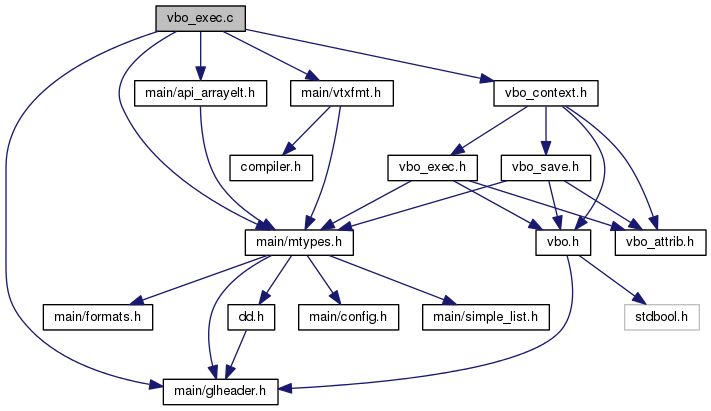 vbo_exec.c
main/api_arrayelt.h
main/vtxfmt.h
vbo_context.h
compiler.h
vbo_exec.h
vbo_save.h
main/mtypes.h
vbo.h
vbo_attrib.h
main/formats.h
dd.h
main/config.h
main/simple_list.h
stdbool.h
main/glheader.h